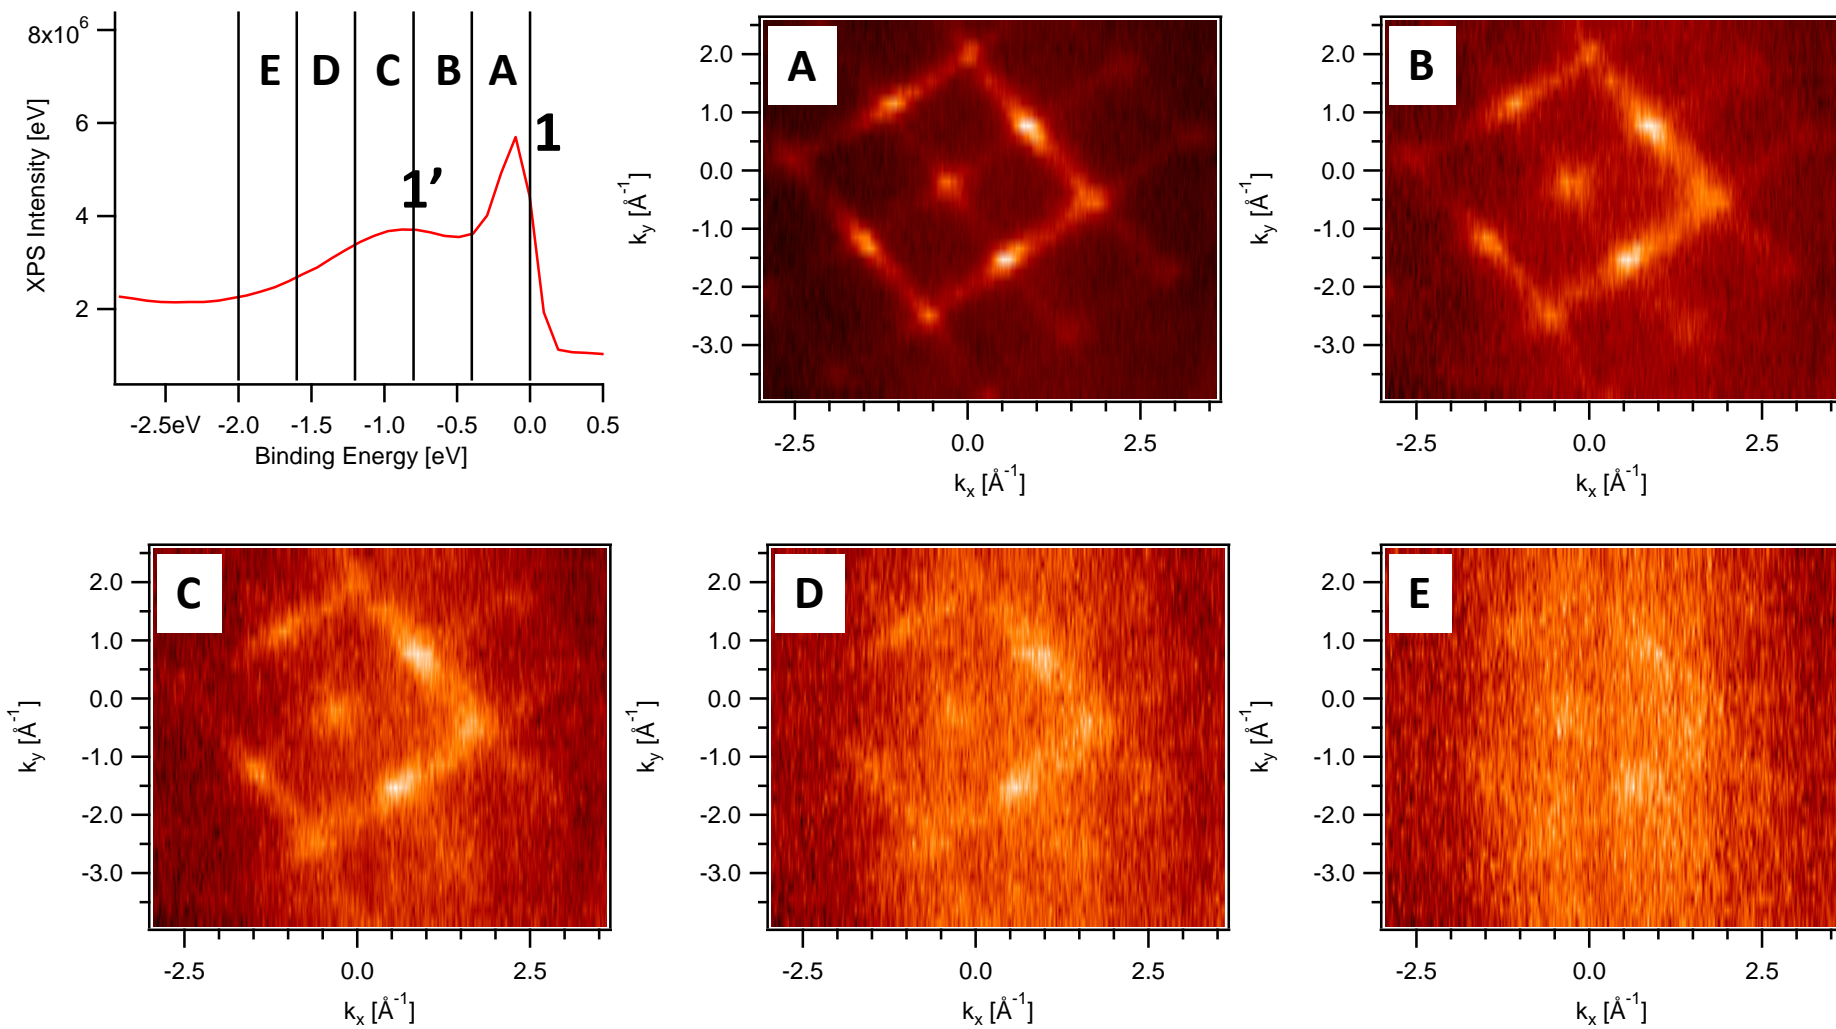 8x10⁶
6
4
2
XPS Intensity [eV]
E D C B A
1
1’
-2.5eV -2.0 -1.5 -1.0 -0.5 0.0 0.5
Binding Energy [eV]
A
2.0
1.0
0.0
-1.0
-2.0
-3.0
k_y [Å⁻¹]
-2.5 0.0 2.5
k_x [Å⁻¹]
B
2.0
1.0
0.0
-1.0
-2.0
-3.0
k_y [Å⁻¹]
-2.5 0.0 2.5
k_x [Å⁻¹]
C
2.0
1.0
0.0
-1.0
-2.0
-3.0
k_y [Å⁻¹]
-2.5 0.0 2.5
k_x [Å⁻¹]
D
2.0
1.0
0.0
-1.0
-2.0
-3.0
k_y [Å⁻¹]
-2.5 0.0 2.5
k_x [Å⁻¹]
E
2.0
1.0
0.0
-1.0
-2.0
-3.0
k_y [Å⁻¹]
-2.5 0.0 2.5
k_x [Å⁻¹]